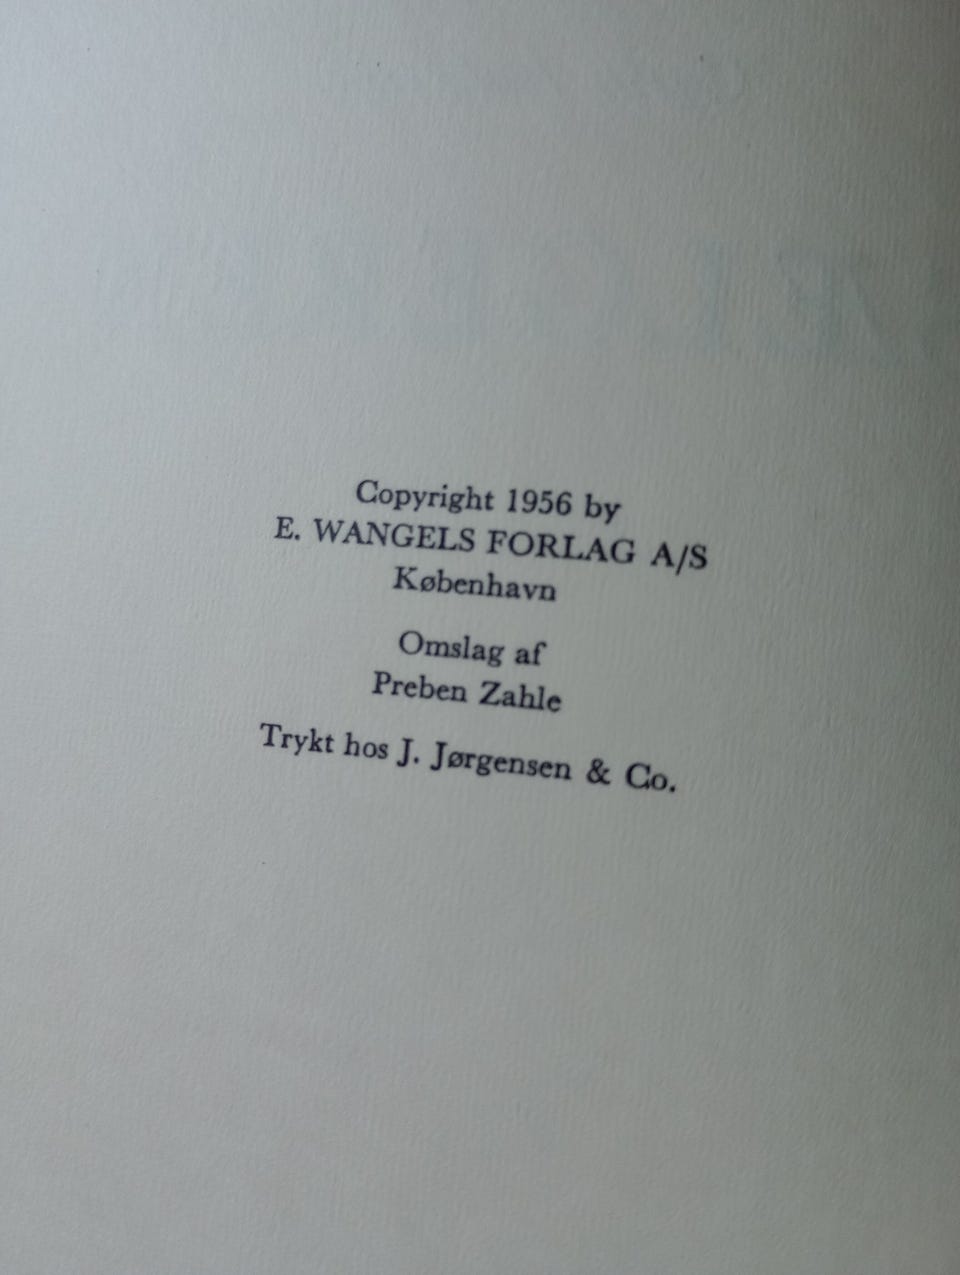 Copyright 1956 by
E. WANGELS FORLAG A/S
København
Omslag af
Preben Zahle
Trykt hos J. Jørgensen & Co.